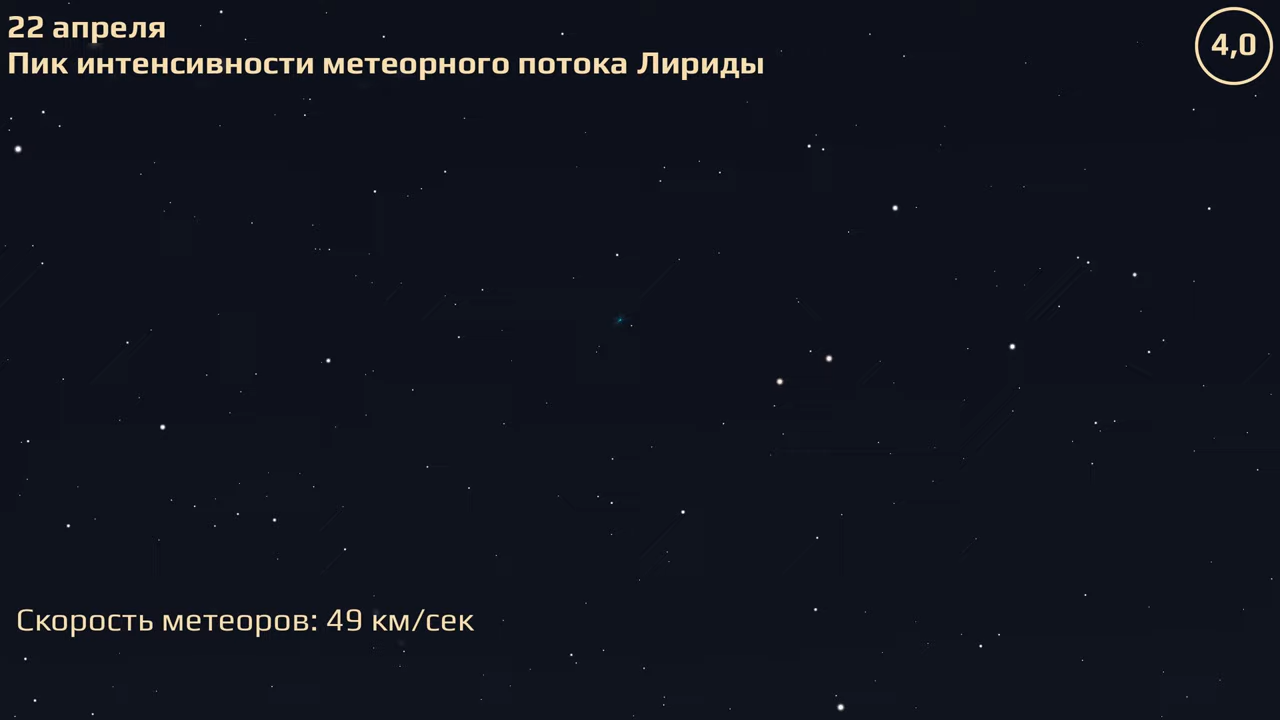 22 апреля
Пик интенсивности метеорного потока Лириды
4,0
Скорость метеоров: 49 км/сек